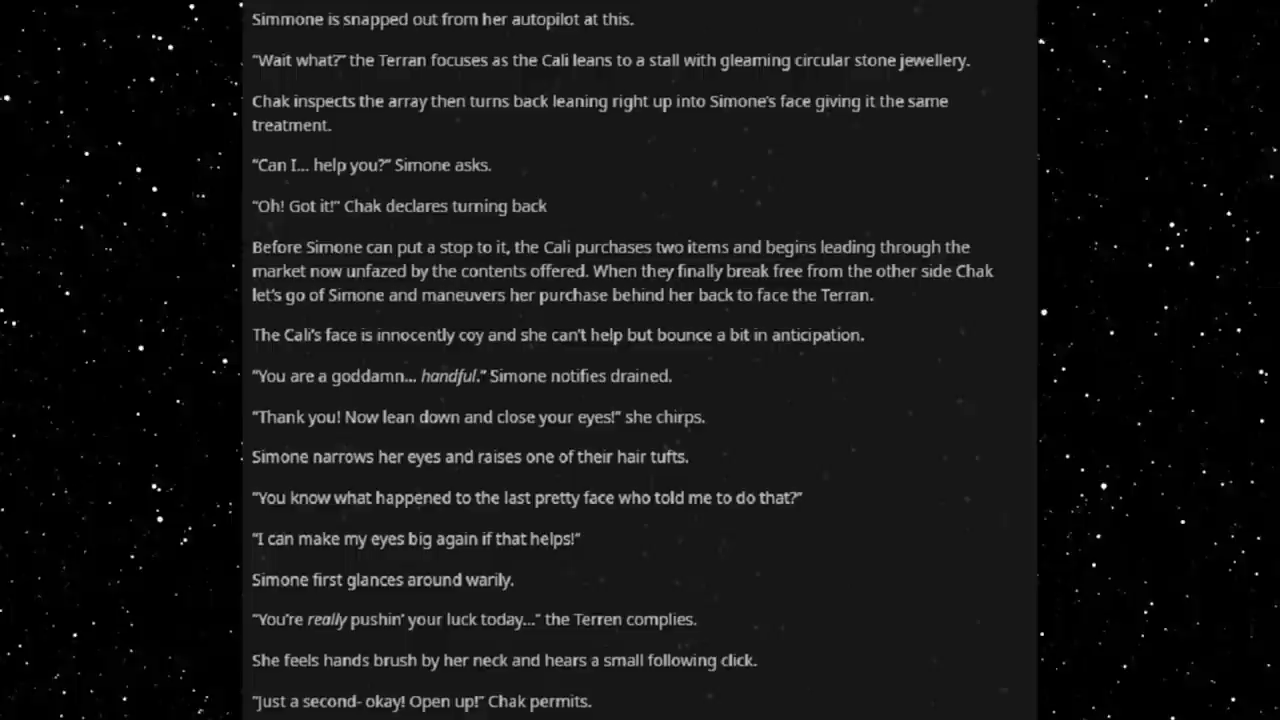 Simmone is snapped out from her autopilot at this.
"Wait what?" the Terran focuses as the Cali leans to a stall with gleaming circular stone jewellery.
Chak inspects the array then turns back leaning right up into Simone's face giving it the same
treatment.
"Can I... help you?" Simone asks.
"Oh! Got it!" Chak declares turning back
Before Simone can put a stop to it, the Cali purchases two items and begins leading through the
market now unfazed by the contents offered. When they finally break free from the other side Chak
let's go of Simone and maneuvers her purchase behind her back to face the Terran.
The Cali's face is innocently coy and she can't help but bounce a bit in anticipation.
"You are a goddamn... handful." Simone notifies drained.
"Thank you! Now lean down and close your eyes!" she chirps.
Simone narrows her eyes and raises one of their hair tufts.
"You know what happened to the last pretty face who told me to do that?"
"I can make my eyes big again if that helps!"
Simone first glances around warily.
"You're really pushin' your luck today..." the Terren complies.
She feels hands brush by her neck and hears a small following click.
"Just a second- okay! Open up!" Chak permits.